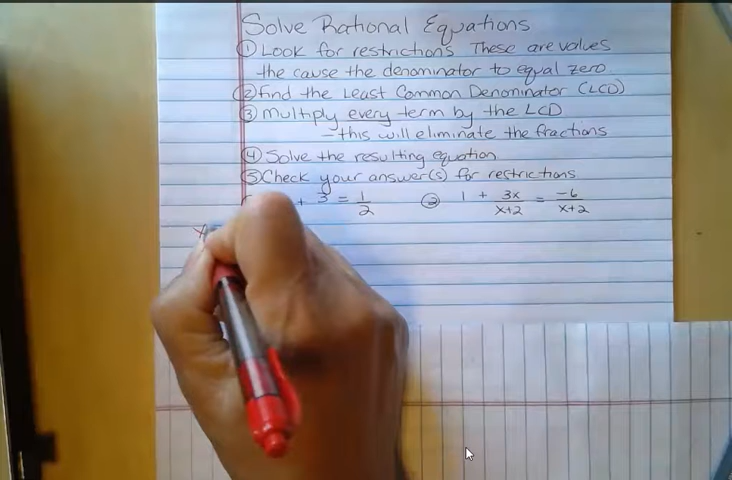 Solve Rational Equations
① Look for restrictions These are values
the cause the denominator to equal zero
② find the Least Common Denominator (LCD)
③ Multiply every term by the LCD
- this will eliminate the fractions
④ Solve the resulting equation
⑤ Check your answer(s) for restrictions
+ 3 = 1/2 ② 1 + 3x/x+2 = -6/x+2
x